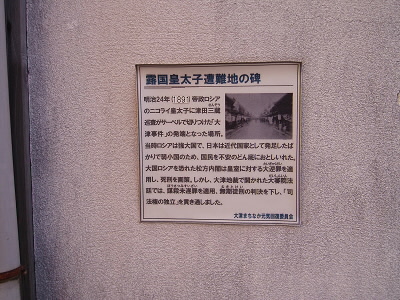 露国皇太子遭難地の碑
明治24年(1891)帝政ロシア
のニコライ皇太子に津田三蔵
巡査がサーベルで切りつけた「大
津事件」の発端となった場所。
当時ロシアは強大国で、日本は近代国家として発足したば
かりで弱小国のため、国民を不安のどん底におとしいれた。
大国ロシアを恐れた松方内閣は皇室に対する大逆罪を適
用し、死刑を画策。しかし、大津地裁で開かれた大審院法
話では、謀殺未遂罪を適用、無期徒刑の判決を下し、「司
法権の独立」を貫き通しました。
大津まちなか元気回復委員会